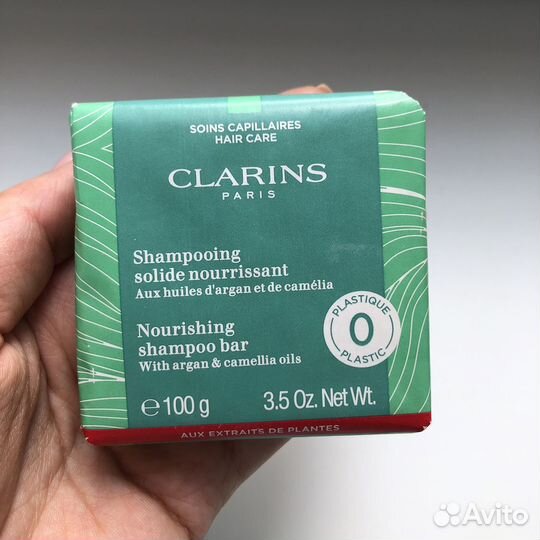 SOINS CAPILLAIRES
HAIR CARE
CLARINS
PARIS
Shampooing
solide nourrissant
Aux huiles d'argan et de camélia
Nourishing
shampoo bar
With argan & camellia oils
PLASTIQUE
0
PLASTIC
℮ 100 g 3.5 Oz. Net Wt.
AUX EXTRAITS DE PLANTES
Avito